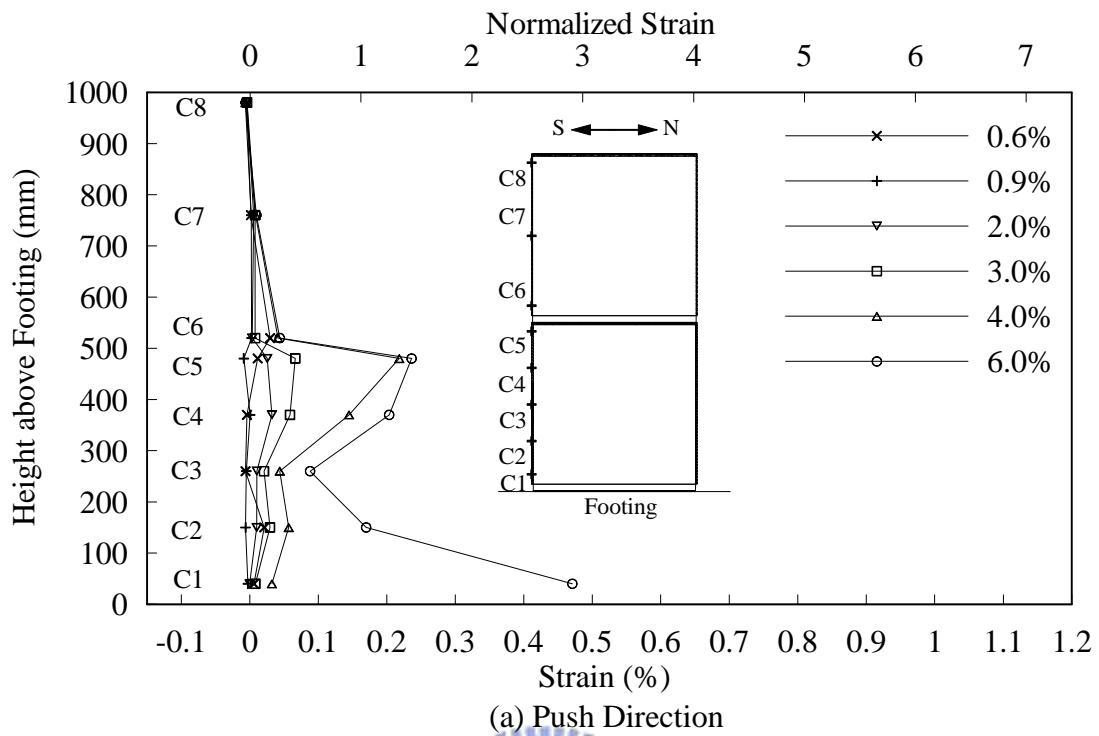 Normalized Strain
0 1 2 3 4 5 6 7
1000
900
800
700
600
500
400
300
200
100
0
Height above Footing (mm)
C8
C7
C6
C5
C4
C3
C2
C1
S N
C8
C7
C6
C5
C4
C3
C2
C1
Footing
0.6%
0.9%
2.0%
3.0%
4.0%
6.0%
-0.1 0 0.1 0.2 0.3 0.4 0.5 0.6 0.7 0.8 0.9 1 1.1 1.2
Strain (%)
(a) Push Direction